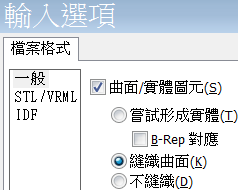 輸入選項
檔案格式
一般
STL/VRML
IDF
曲面/實體圖元(S)
嘗試形成實體(T)
B-Rep 對應
縫織曲面(K)
不縫織(D)